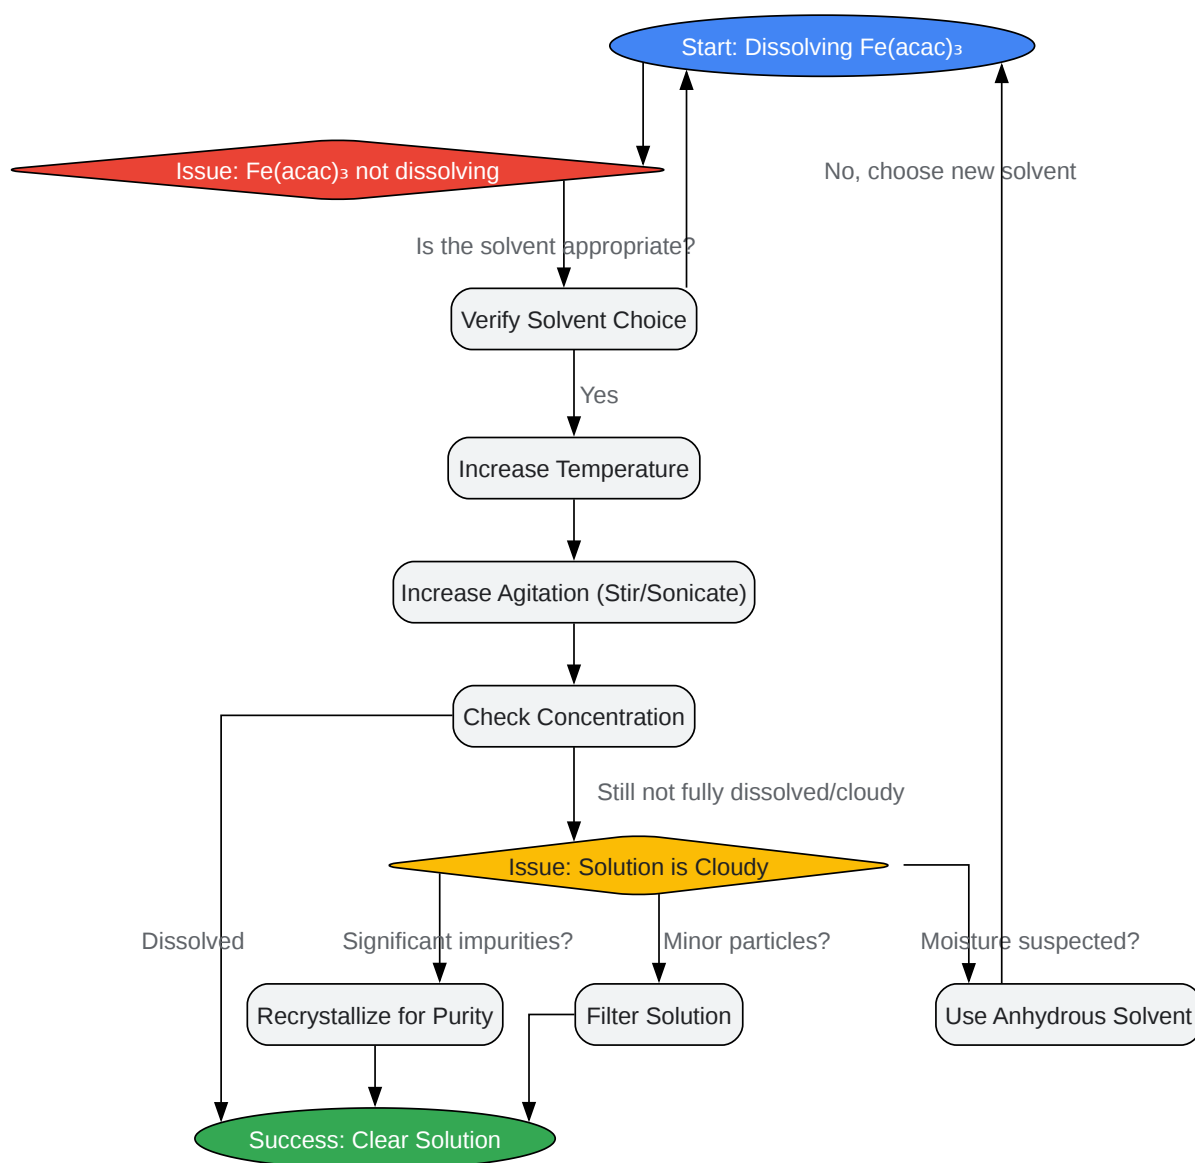 Start: Dissolving Fe(acac)₃
Issue: Fe(acac)₃ not dissolving
No, choose new solvent
Is the solvent appropriate?
Verify Solvent Choice
Yes
Increase Temperature
Increase Agitation (Stir/Sonicate)
Check Concentration
Still not fully dissolved/cloudy
Issue: Solution is Cloudy
Dissolved
Significant impurities?
Minor particles?
Moisture suspected?
Recrystallize for Purity
Filter Solution
Use Anhydrous Solvent
Success: Clear Solution